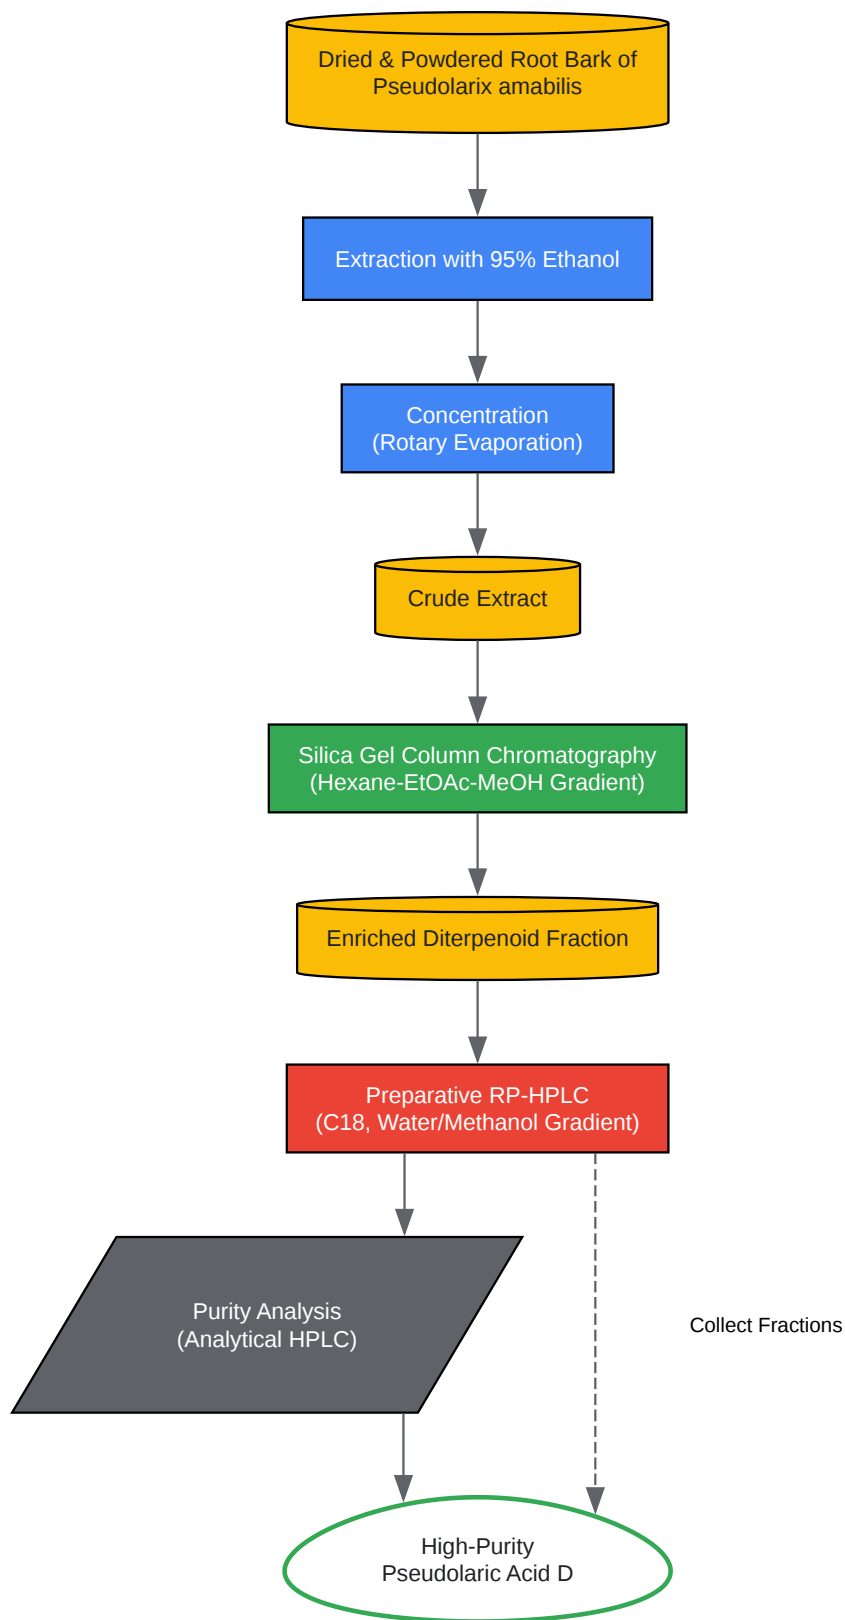 Dried & Powdered Root Bark of
Pseudolarix amabilis
Extraction with 95% Ethanol
Concentration
(Rotary Evaporation)
Crude Extract
Silica Gel Column Chromatography
(Hexane-EtOAc-MeOH Gradient)
Enriched Diterpenoid Fraction
Preparative RP-HPLC
(C18, Water/Methanol Gradient)
Purity Analysis
(Analytical HPLC)
Collect Fractions
High-Purity
Pseudolaric Acid D